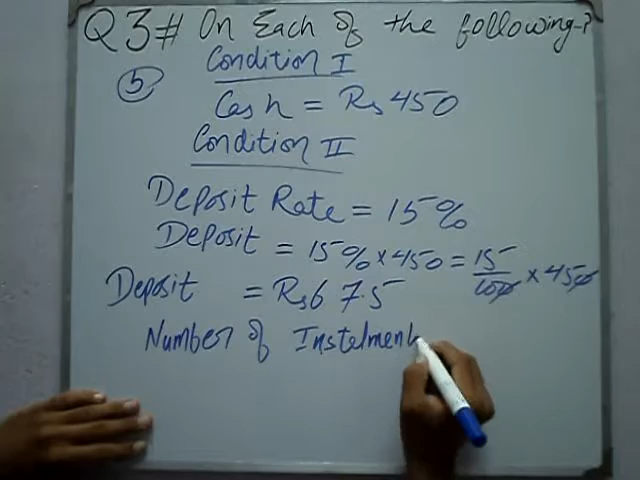 Q3# On Each of the following-?
Condition I
(5)
Cash = Rs 450
Condition II
Deposit Rate = 15%
Deposit = 15% × 450 = 15/100 × 450
Deposit = Rs 67.5
Number of Instelment